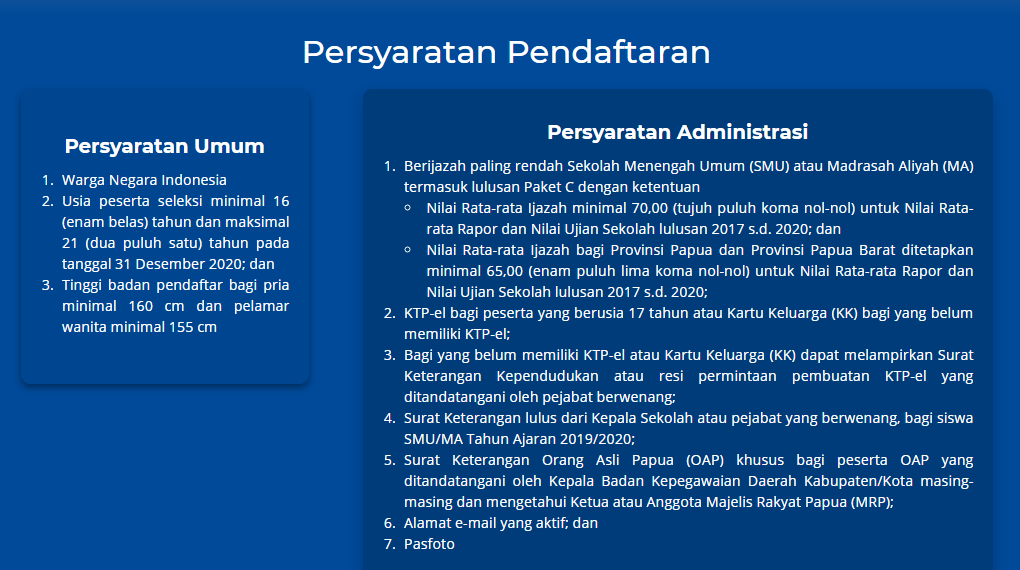 Persyaratan Pendaftaran
Persyaratan Umum
1. Warga Negara Indonesia
2. Usia peserta seleksi minimal 16
(enam belas) tahun dan maksimal
21 (dua puluh satu) tahun pada
tanggal 31 Desember 2020; dan
3. Tinggi badan pendaftar bagi pria
minimal 160 cm dan pelamar
wanita minimal 155 cm
Persyaratan Administrasi
1. Berijazah paling rendah Sekolah Menengah Umum (SMU) atau Madrasah Aliyah (MA)
termasuk lulusan Paket C dengan ketentuan
○ Nilai Rata-rata Ijazah minimal 70,00 (tujuh puluh koma nol-nol) untuk Nilai Rata-
rata Rapor dan Nilai Ujian Sekolah lulusan 2017 s.d. 2020; dan
○ Nilai Rata-rata Ijazah bagi Provinsi Papua dan Provinsi Papua Barat ditetapkan
minimal 65,00 (enam puluh lima koma nol-nol) untuk Nilai Rata-rata Rapor dan
Nilai Ujian Sekolah lulusan 2017 s.d. 2020;
2. KTP-el bagi peserta yang berusia 17 tahun atau Kartu Keluarga (KK) bagi yang belum
memiliki KTP-el;
3. Bagi yang belum memiliki KTP-el atau Kartu Keluarga (KK) dapat melampirkan Surat
Keterangan Kependudukan atau resi permintaan pembuatan KTP-el yang
ditandatangani oleh pejabat berwenang;
4. Surat Keterangan lulus dari Kepala Sekolah atau pejabat yang berwenang, bagi siswa
SMU/MA Tahun Ajaran 2019/2020;
5. Surat Keterangan Orang Asli Papua (OAP) khusus bagi peserta OAP yang
ditandatangani oleh Kepala Badan Kepegawaian Daerah Kabupaten/Kota masing-
masing dan mengetahui Ketua atau Anggota Majelis Rakyat Papua (MRP);
6. Alamat e-mail yang aktif; dan
7. Pasfoto